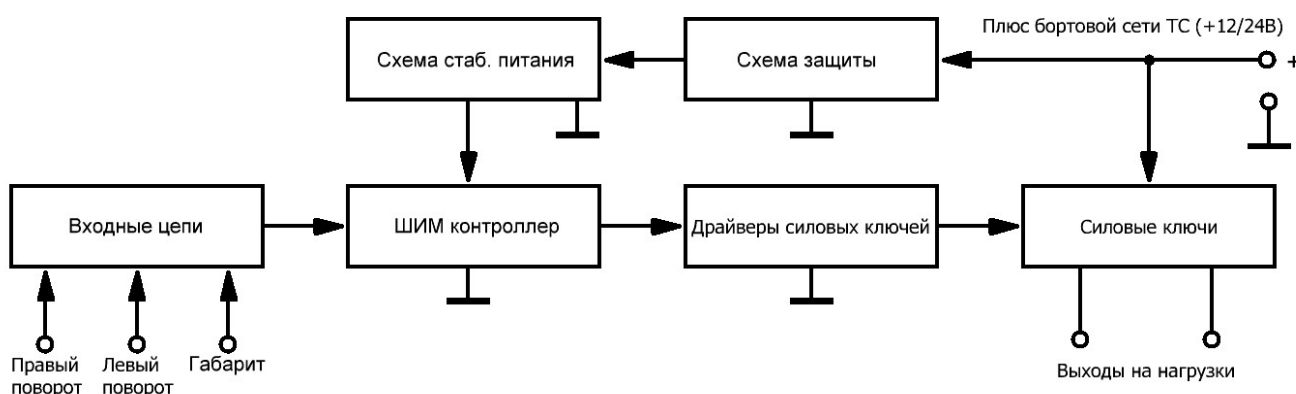 Плюс бортовой сети ТС (+12/24В)
Схема стаб. питания
Схема защиты
+
Входные цепи
ШИМ контроллер
Драйверы силовых ключей
Силовые ключи
Правый
поворот
Левый
поворот
Габарит
Выходы на нагрузки